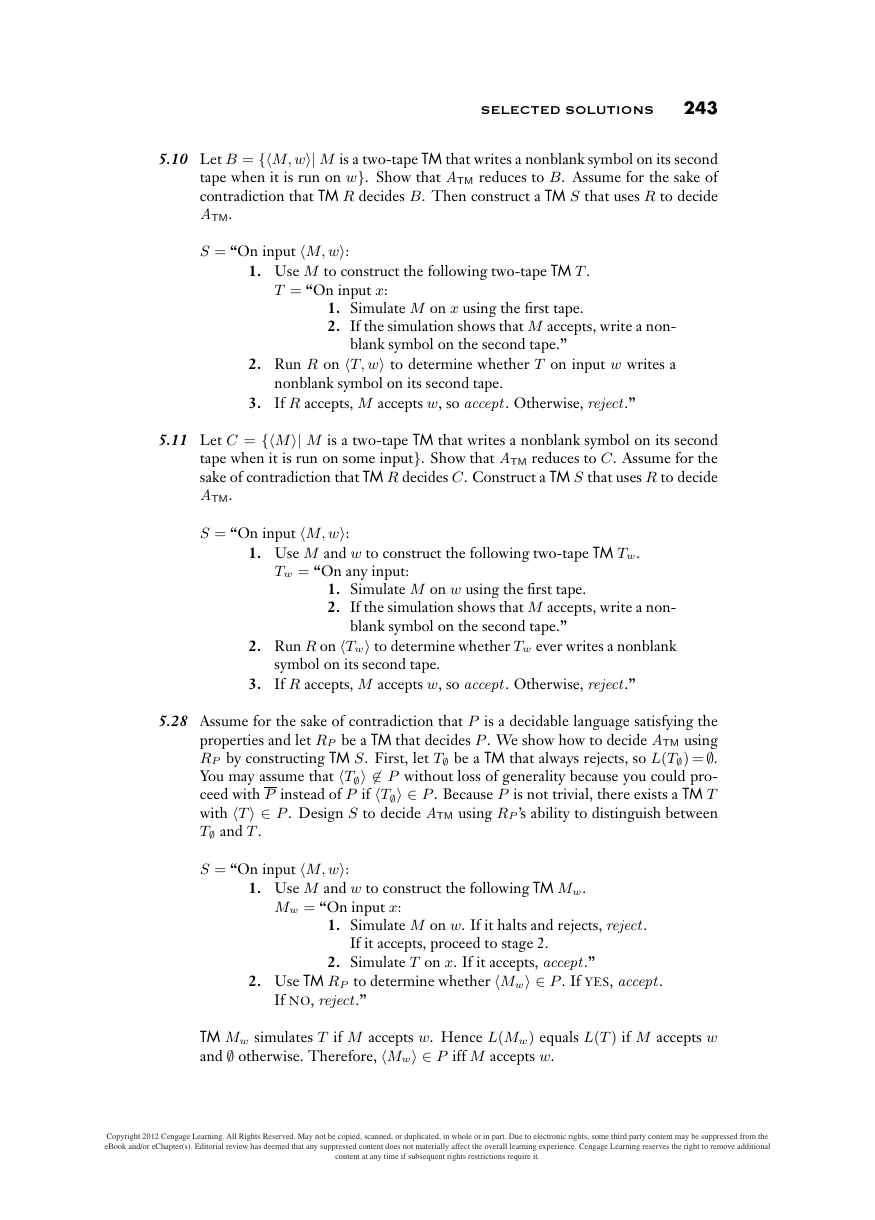 SELECTED SOLUTIONS 243
5.10 Let B = {⟨M, w⟩| M is a two-tape TM that writes a nonblank symbol on its second
tape when it is run on w}. Show that A_TM reduces to B. Assume for the sake of
contradiction that TM R decides B. Then construct a TM S that uses R to decide
A_TM.
S = “On input ⟨M, w⟩:
1. Use M to construct the following two-tape TM T.
T = “On input x:
1. Simulate M on x using the first tape.
2. If the simulation shows that M accepts, write a non-
blank symbol on the second tape.”
2. Run R on ⟨T, w⟩ to determine whether T on input w writes a
nonblank symbol on its second tape.
3. If R accepts, M accepts w, so accept. Otherwise, reject.”
5.11 Let C = {⟨M⟩| M is a two-tape TM that writes a nonblank symbol on its second
tape when it is run on some input}. Show that A_TM reduces to C. Assume for the
sake of contradiction that TM R decides C. Construct a TM S that uses R to decide
A_TM.
S = “On input ⟨M, w⟩:
1. Use M and w to construct the following two-tape TM T_w.
T_w = “On any input:
1. Simulate M on w using the first tape.
2. If the simulation shows that M accepts, write a non-
blank symbol on the second tape.”
2. Run R on ⟨T_w⟩ to determine whether T_w ever writes a nonblank
symbol on its second tape.
3. If R accepts, M accepts w, so accept. Otherwise, reject.”
5.28 Assume for the sake of contradiction that P is a decidable language satisfying the
properties and let R_P be a TM that decides P. We show how to decide A_TM using
R_P by constructing TM S. First, let T_∅ be a TM that always rejects, so L(T_∅) = ∅.
You may assume that ⟨T_∅⟩ ∉ P without loss of generality because you could pro-
ceed with P̅ instead of P if ⟨T_∅⟩ ∈ P. Because P is not trivial, there exists a TM T
with ⟨T⟩ ∈ P. Design S to decide A_TM using R_P’s ability to distinguish between
T_∅ and T.
S = “On input ⟨M, w⟩:
1. Use M and w to construct the following TM M_w.
M_w = “On input x:
1. Simulate M on w. If it halts and rejects, reject.
If it accepts, proceed to stage 2.
2. Simulate T on x. If it accepts, accept.”
2. Use TM R_P to determine whether ⟨M_w⟩ ∈ P. If YES, accept.
If NO, reject.”
TM M_w simulates T if M accepts w. Hence L(M_w) equals L(T) if M accepts w
and ∅ otherwise. Therefore, ⟨M_w⟩ ∈ P iff M accepts w.
Copyright 2012 Cengage Learning. All Rights Reserved. May not be copied, scanned, or duplicated, in whole or in part. Due to electronic rights, some third party content may be suppressed from the
eBook and/or eChapter(s). Editorial review has deemed that any suppressed content does not materially affect the overall learning experience. Cengage Learning reserves the right to remove additional
content at any time if subsequent rights restrictions require it.